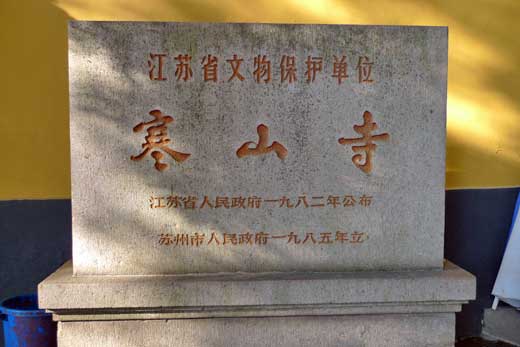 江苏省文物保护单位
寒山寺
江苏省人民政府一九八二年公布
苏州市人民政府一九八五年立